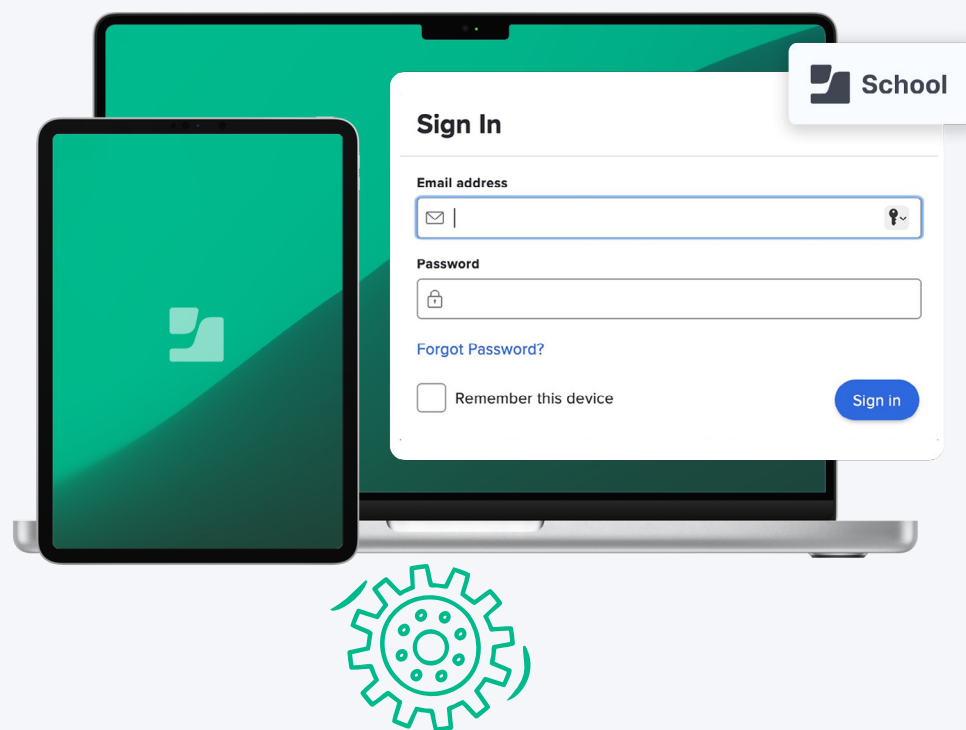 School
Sign In
Email address
Password
Forgot Password?
Remember this device
Sign in